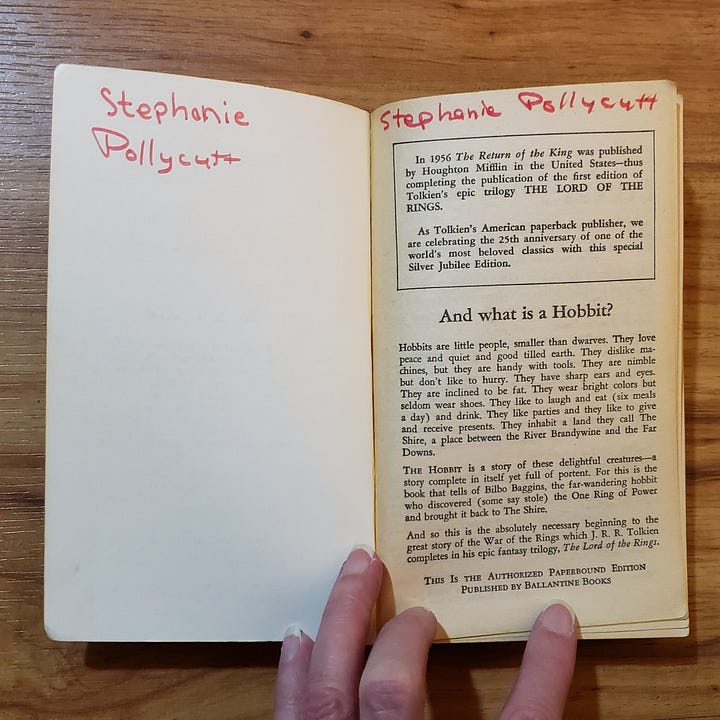 Stephanie
Pollycutt
Stephanie Pollycutt
In 1956 The Return of the King was published
by Houghton Mifflin in the United States—thus
completing the publication of the first edition of
Tolkien's epic trilogy THE LORD OF THE
RINGS.
As Tolkien's American paperback publisher, we
are celebrating the 25th anniversary of one of the
world's most beloved classics with this special
Silver Jubilee Edition.
And what is a Hobbit?
Hobbits are little people, smaller than dwarves. They love
peace and quiet and good tilled earth. They dislike ma-
chines, but they are handy with tools. They are nimble
but don't like to hurry. They have sharp ears and eyes.
They are inclined to be fat. They wear bright colors but
seldom wear shoes. They like to laugh and eat (six meals
a day) and drink. They like parties and they like to give
and receive presents. They inhabit a land they call The
Shire, a place between the River Brandywine and the Far
Downs.
THE HOBBIT is a story of these delightful creatures—a
story complete in itself yet full of portent. For this is the
book that tells of Bilbo Baggins, the far-wandering hobbit
who discovered (some say stole) the One Ring of Power
and brought it back to The Shire.
And so this is the absolutely necessary beginning to the
great story of the War of the Rings which J. R. R. Tolkien
completes in his epic fantasy trilogy, The Lord of the Rings.
THIS IS THE AUTHORIZED PAPERBOUND EDITION
PUBLISHED BY BALLANTINE BOOKS